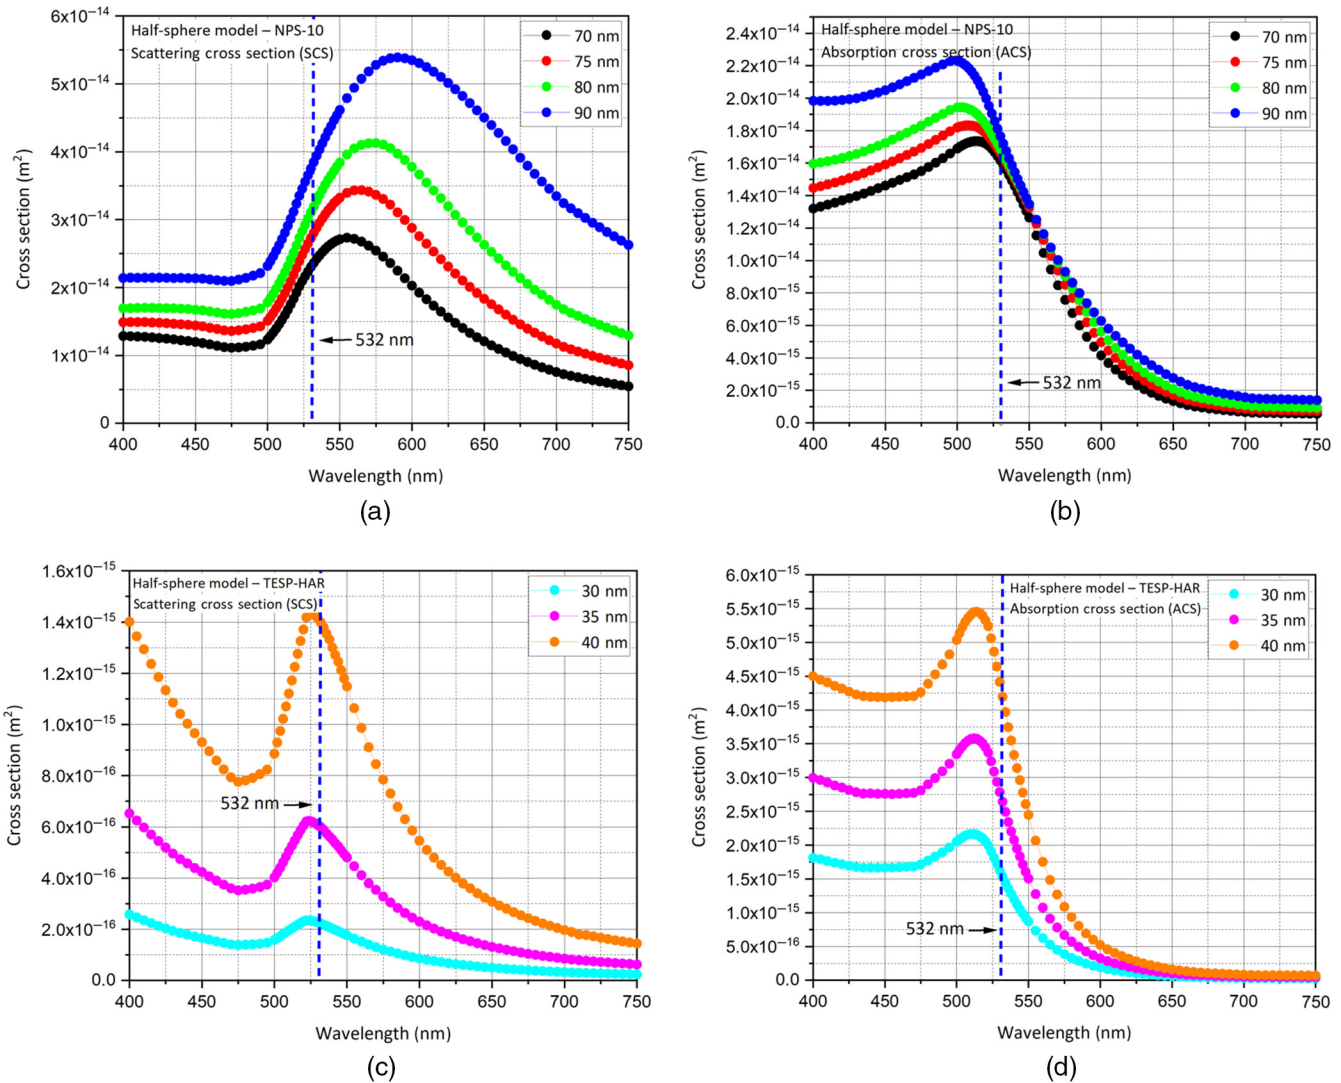 6x10⁻¹⁴
5x10⁻¹⁴
4x10⁻¹⁴
3x10⁻¹⁴
2x10⁻¹⁴
1x10⁻¹⁴
0
Cross section (m²)
Half-sphere model – NPS-10
Scattering cross section (SCS)
70 nm
75 nm
80 nm
90 nm
532 nm
400 450 500 550 600 650 700 750
Wavelength (nm)
(a)
2.4x10⁻¹⁴
2.2x10⁻¹⁴
2.0x10⁻¹⁴
1.8x10⁻¹⁴
1.6x10⁻¹⁴
1.4x10⁻¹⁴
1.2x10⁻¹⁴
1.0x10⁻¹⁴
8.0x10⁻¹⁵
6.0x10⁻¹⁵
4.0x10⁻¹⁵
2.0x10⁻¹⁵
0.0
Cross section (m²)
Half-sphere model – NPS-10
Absorption cross section (ACS)
70 nm
75 nm
80 nm
90 nm
532 nm
400 450 500 550 600 650 700 750
Wavelength (nm)
(b)
1.6x10⁻¹⁵
1.4x10⁻¹⁵
1.2x10⁻¹⁵
1.0x10⁻¹⁵
8.0x10⁻¹⁶
6.0x10⁻¹⁶
4.0x10⁻¹⁶
2.0x10⁻¹⁶
0.0
Cross section (m²)
Half-sphere model – TESP-HAR
Scattering cross section (SCS)
30 nm
35 nm
40 nm
532 nm
400 450 500 550 600 650 700 750
Wavelength (nm)
(c)
6.0x10⁻¹⁵
5.5x10⁻¹⁵
5.0x10⁻¹⁵
4.5x10⁻¹⁵
4.0x10⁻¹⁵
3.5x10⁻¹⁵
3.0x10⁻¹⁵
2.5x10⁻¹⁵
2.0x10⁻¹⁵
1.5x10⁻¹⁵
1.0x10⁻¹⁵
5.0x10⁻¹⁶
0.0
Cross section (m²)
Half-sphere model – TESP-HAR
Absorption cross section (ACS)
30 nm
35 nm
40 nm
532 nm
400 450 500 550 600 650 700 750
Wavelength (nm)
(d)